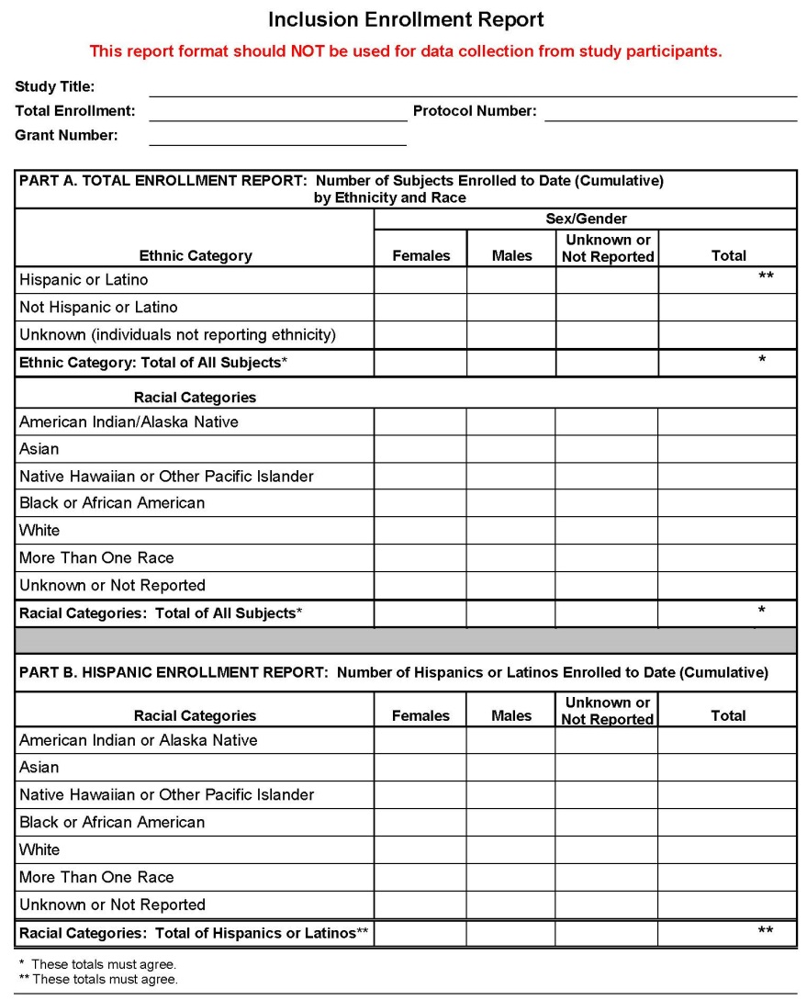 Inclusion Enrollment Report
This report format should NOT be used for data collection from study participants.
Study Title:
Total Enrollment: Protocol Number:
Grant Number:
PART A. TOTAL ENROLLMENT REPORT: Number of Subjects Enrolled to Date (Cumulative)
by Ethnicity and Race
Sex/Gender
Ethnic Category Females Males Unknown or Not Reported Total
Hispanic or Latino **
Not Hispanic or Latino
Unknown (individuals not reporting ethnicity)
Ethnic Category: Total of All Subjects* *
Racial Categories
American Indian/Alaska Native
Asian
Native Hawaiian or Other Pacific Islander
Black or African American
White
More Than One Race
Unknown or Not Reported
Racial Categories: Total of All Subjects* *
PART B. HISPANIC ENROLLMENT REPORT: Number of Hispanics or Latinos Enrolled to Date (Cumulative)
Racial Categories Females Males Unknown or Not Reported Total
American Indian or Alaska Native
Asian
Native Hawaiian or Other Pacific Islander
Black or African American
White
More Than One Race
Unknown or Not Reported
Racial Categories: Total of Hispanics or Latinos** **
* These totals must agree.
** These totals must agree.